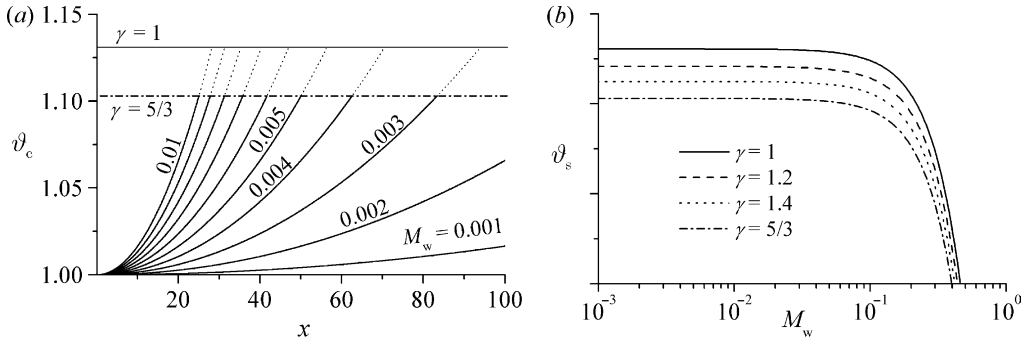 (a)
1.15
1.10
1.05
1.00
ϑc
γ = 1
γ = 5/3
0.01
0.005
0.004
0.003
0.002
Mw = 0.001
20 40 60 80 100
x
(b)
ϑs
γ = 1
γ = 1.2
γ = 1.4
γ = 5/3
10⁻³ 10⁻² 10⁻¹ 10⁰
Mw